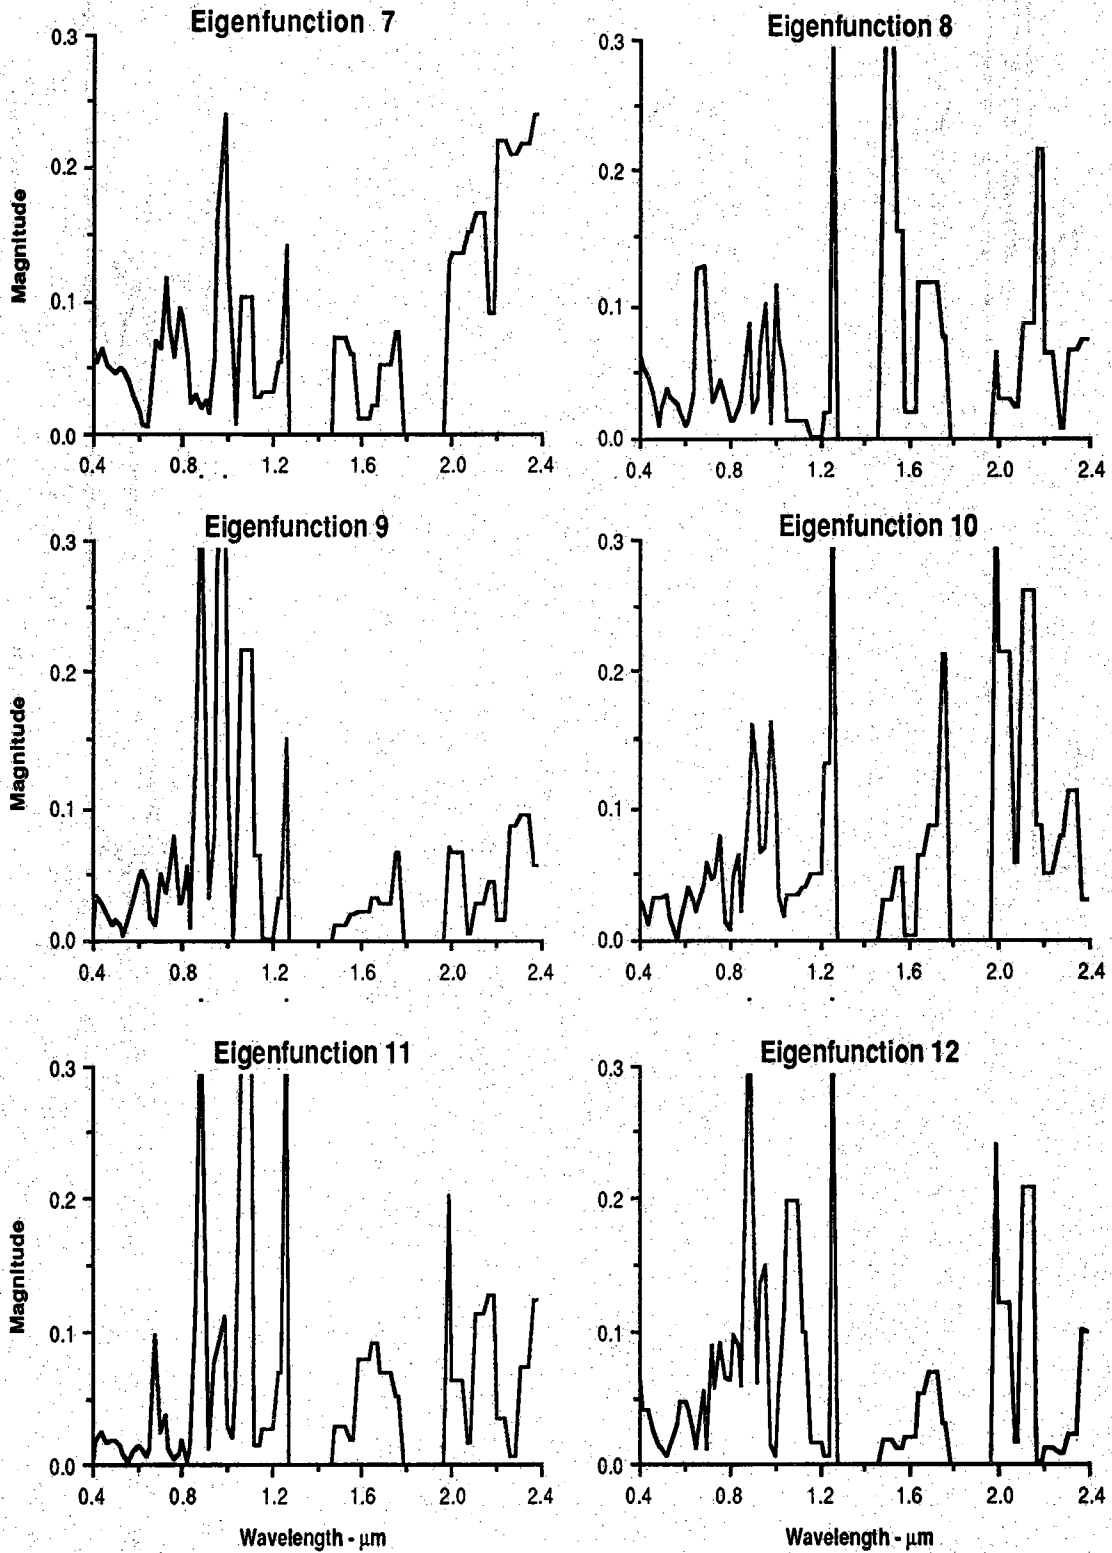 Eigenfunction 7
Eigenfunction 8
0.3
0.2
0.1
0.0
Magnitude
0.4 0.8 1.2 1.6 2.0 2.4
0.3
0.2
0.1
0.0
0.4 0.8 1.2 1.6 2.0 2.4
Eigenfunction 9
Eigenfunction 10
0.3
0.2
0.1
0.0
Magnitude
0.4 0.8 1.2 1.6 2.0 2.4
0.3
0.2
0.1
0.0
0.4 0.8 1.2 1.6 2.0 2.4
Eigenfunction 11
Eigenfunction 12
0.3
0.2
0.1
0.0
Magnitude
0.4 0.8 1.2 1.6 2.0 2.4
Wavelength - µm
0.3
0.2
0.1
0.0
0.4 0.8 1.2 1.6 2.0 2.4
Wavelength - µm